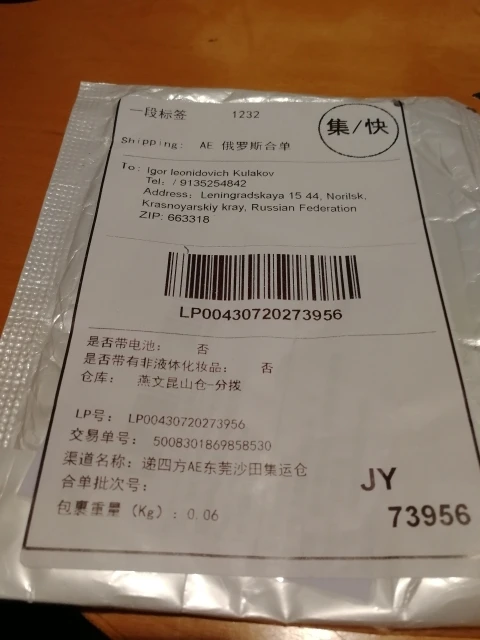 一段标签 1232
集/快
Shipping: AE 俄罗斯合单
To: Igor leonidovich Kulakov
Tel: / 9135254842
Address: Leningradskaya 15 44, Norilsk,
Krasnoyarskiy kray, Russian Federation
ZIP: 663318
LP00430720273956
是否带电池: 否
是否带有非液体化妆品: 否
仓库: 燕文昆山仓-分拨
LP号: LP00430720273956
交易单号: 5008301869858530
渠道名称: 递四方AE东莞沙田集运仓
合单批次号:
包裹重量 (Kg) : 0.06
JY
73956